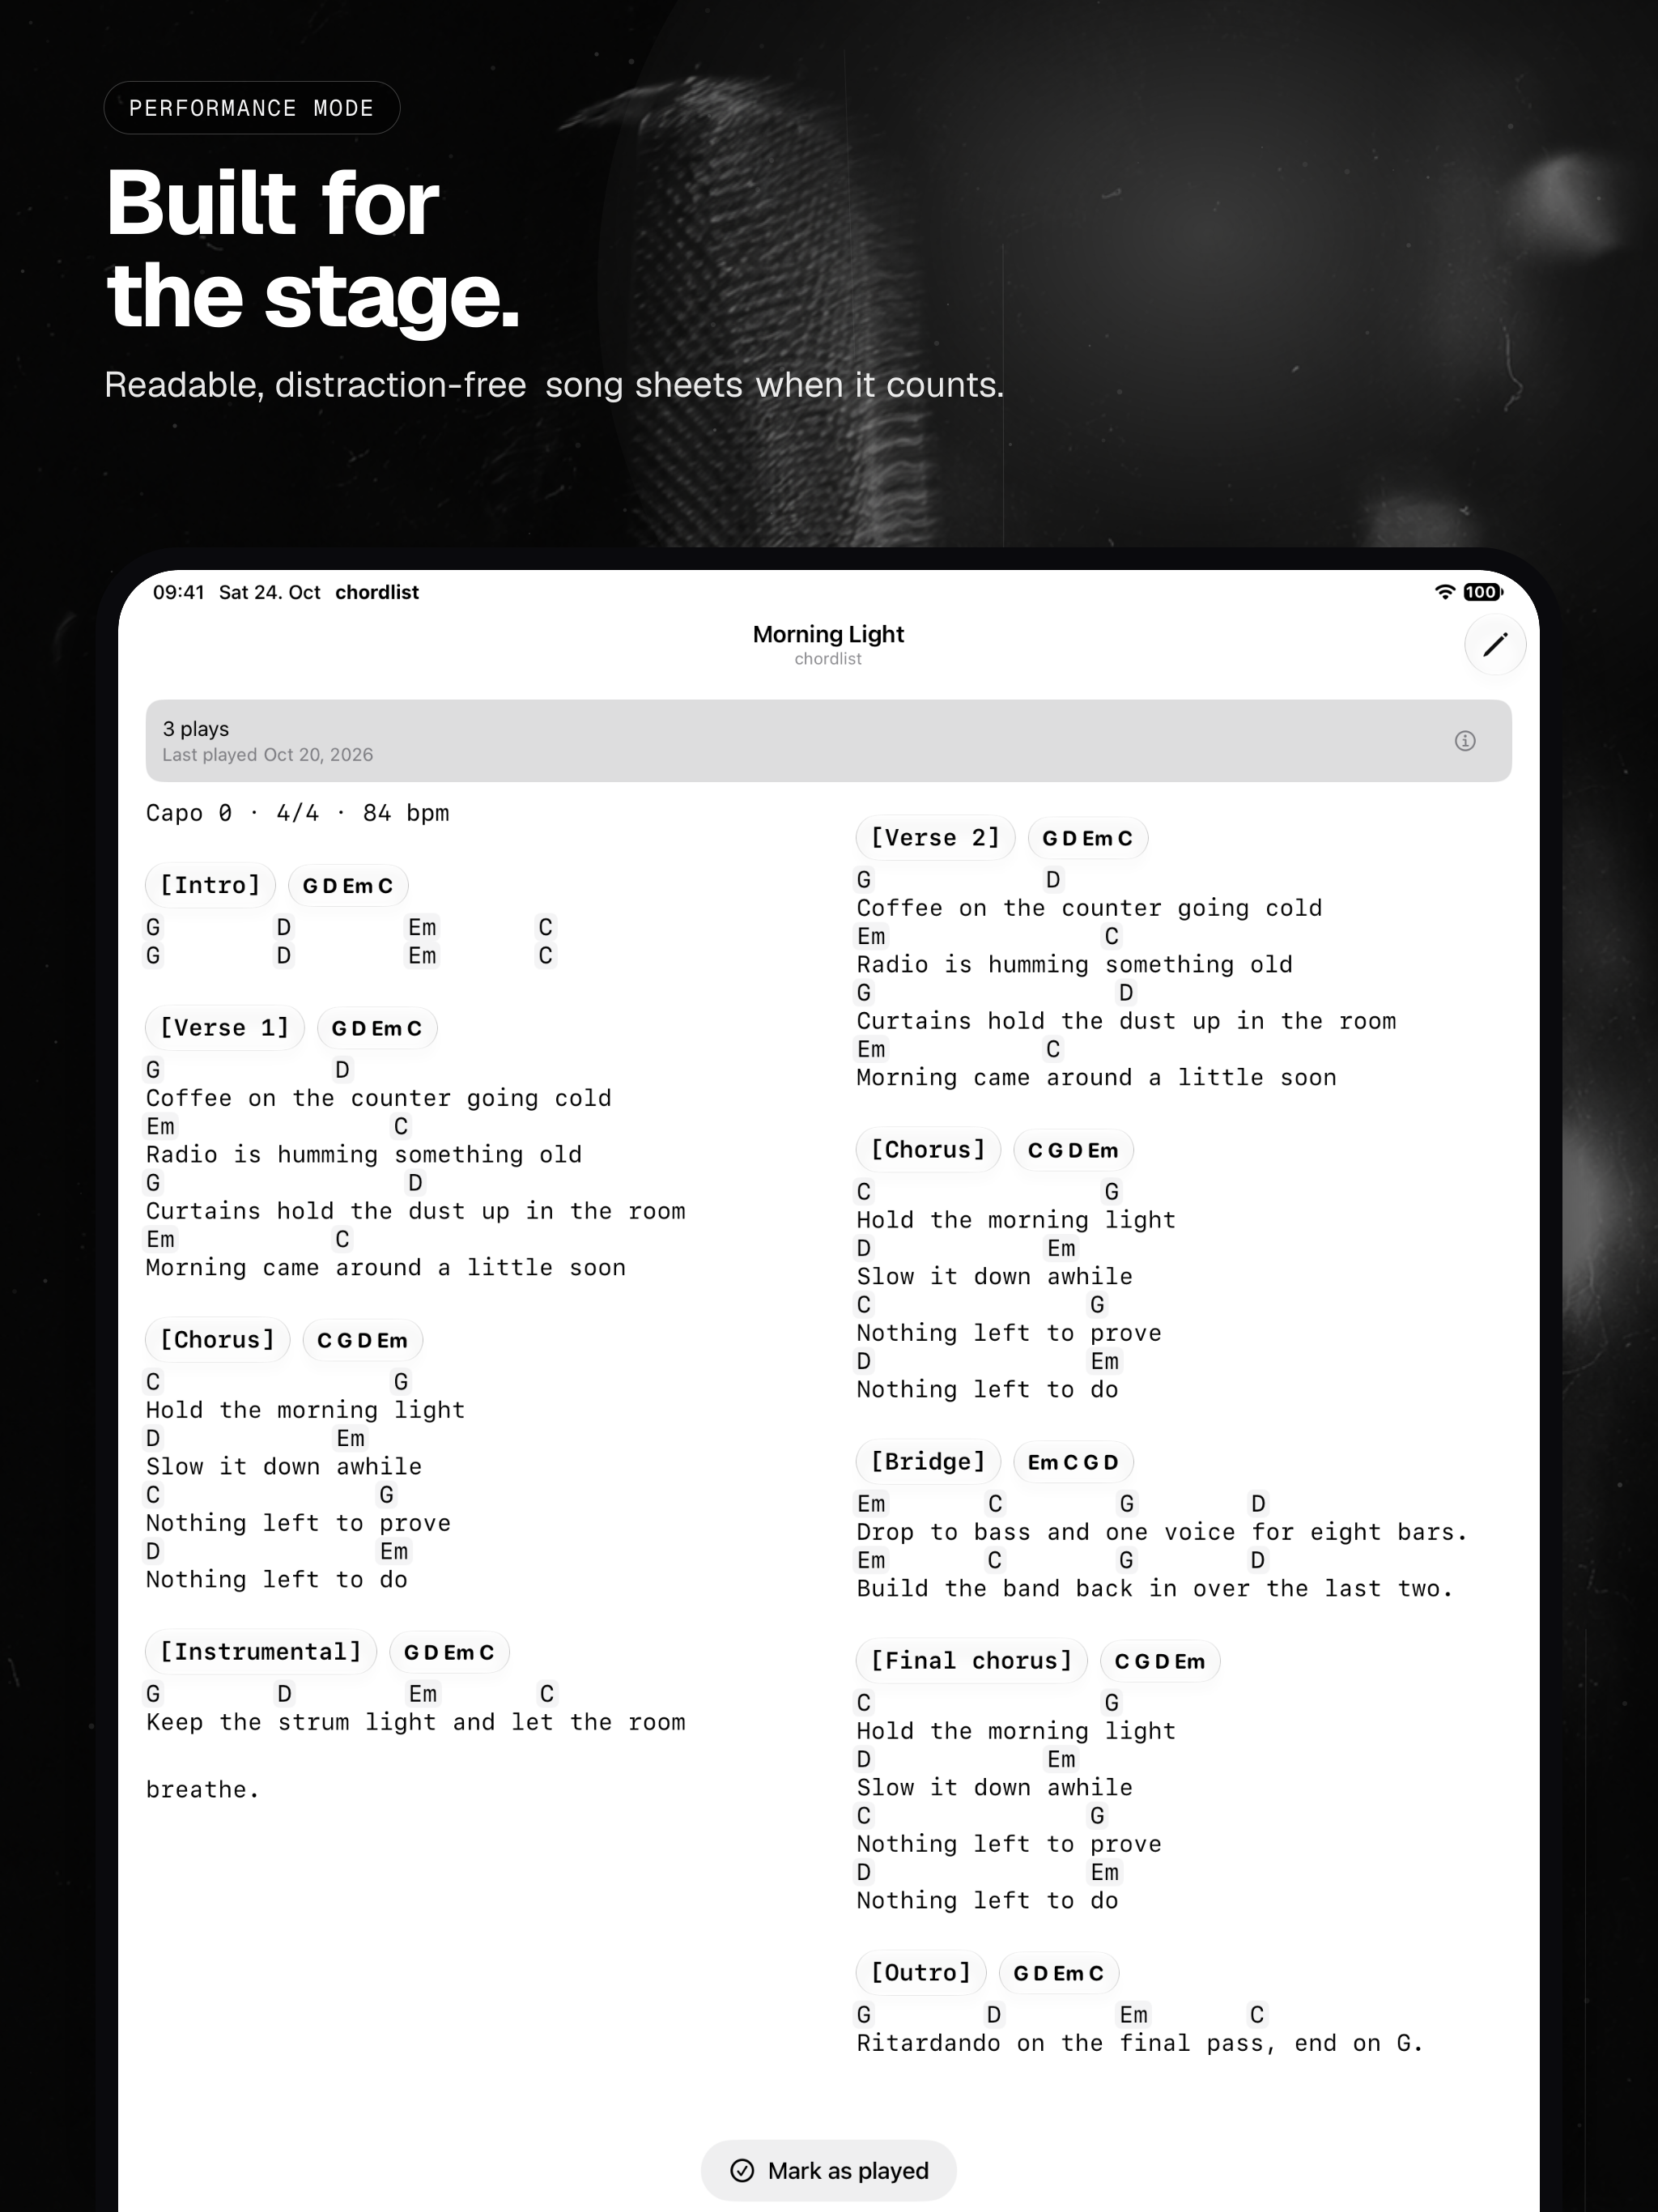 PERFORMANCE MODE
Built for
the stage.
Readable, distraction-free song sheets when it counts.
09:41 Sat 24. Oct chordlist
100
Morning Light
chordlist
3 plays
Last played Oct 20, 2026
Capo 0 · 4/4 · 84 bpm
[Intro] G D Em C
G D Em C
G D Em C
[Verse 1] G D Em C
G D
Coffee on the counter going cold
Em C
Radio is humming something old
G D
Curtains hold the dust up in the room
Em C
Morning came around a little soon
[Chorus] C G D Em
C G
Hold the morning light
D Em
Slow it down awhile
C G
Nothing left to prove
D Em
Nothing left to do
[Instrumental] G D Em C
G D Em C
Keep the strum light and let the room
breathe.
[Verse 2] G D Em C
G D
Coffee on the counter going cold
Em C
Radio is humming something old
G D
Curtains hold the dust up in the room
Em C
Morning came around a little soon
[Chorus] C G D Em
C G
Hold the morning light
D Em
Slow it down awhile
C G
Nothing left to prove
D Em
Nothing left to do
[Bridge] Em C G D
Em C G D
Drop to bass and one voice for eight bars.
Em C G D
Build the band back in over the last two.
[Final chorus] C G D Em
C G
Hold the morning light
D Em
Slow it down awhile
C G
Nothing left to prove
D Em
Nothing left to do
[Outro] G D Em C
G D Em C
Ritardando on the final pass, end on G.
Mark as played